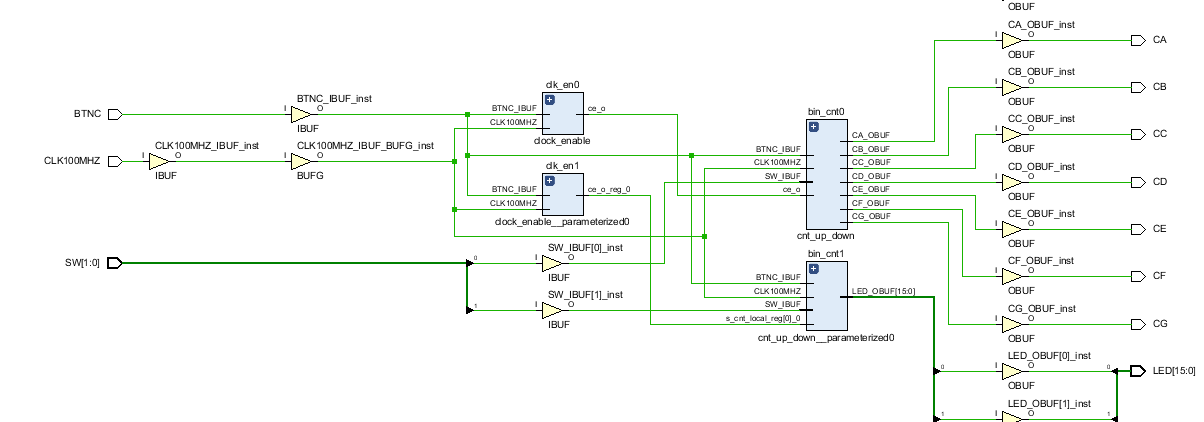 OBUF
CA_OBUF_inst
I O
CA
OBUF
CB_OBUF_inst
I O
CB
OBUF
CC_OBUF_inst
I O
CC
OBUF
CD_OBUF_inst
I O
CD
OBUF
CE_OBUF_inst
I O
CE
OBUF
CF_OBUF_inst
I O
CF
OBUF
CG_OBUF_inst
I O
CG
OBUF
LED_OBUF[0]_inst
0 I O 0
LED[15:0]
OBUF
LED_OBUF[1]_inst
1 I O 1
BTNC
BTNC_IBUF_inst
I O
IBUF
CLK100MHZ
CLK100MHZ_IBUF_inst
I O
IBUF
CLK100MHZ_IBUF_BUFG_inst
I O
BUFG
clk_en0
BTNC_IBUF ce_o
CLK100MHZ
clock_enable
clk_en1
BTNC_IBUF ce_o_reg_0
CLK100MHZ
clock_enable__parameterized0
SW[1:0]
0
SW_IBUF[0]_inst
I O
IBUF
1
SW_IBUF[1]_inst
I O
IBUF
bin_cnt0
CA_OBUF
BTNC_IBUF CB_OBUF
CLK100MHZ CC_OBUF
SW_IBUF CD_OBUF
ce_o CE_OBUF
CF_OBUF
CG_OBUF
cnt_up_down
bin_cnt1
BTNC_IBUF
CLK100MHZ LED_OBUF[15:0]
SW_IBUF
s_cnt_local_reg[0]_0
cnt_up_down__parameterized0